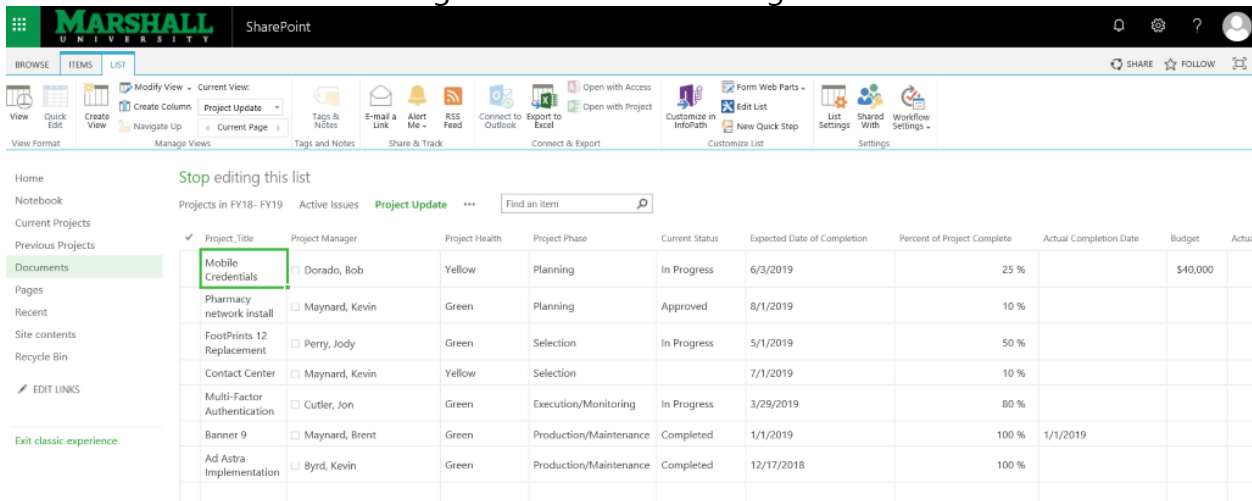 MARSHALL
UNIVERSITY
SharePoint
?
BROWSE ITEMS LIST
SHARE FOLLOW
View
Quick Edit
Create View
Modify View
Create Column
Navigate Up
Current View:
Project Update
Current Page
Tags & Notes
E-mail a Link
Alert Me
RSS Feed
Connect to Outlook
Export to Excel
Open with Access
Open with Project
Customize in InfoPath
Form Web Parts
Edit List
New Quick Step
List Settings
Shared With
Workflow Settings
View Format Manage Views Tags and Notes Share & Track Connect & Export Customize List Settings
Home
Notebook
Current Projects
Previous Projects
Documents
Pages
Recent
Site contents
Recycle Bin
EDIT LINKS
Exit classic experience
Stop editing this list
Projects in FY18- FY19 Active Issues Project Update ••• Find an item
Project_Title Project Manager Project Health Project Phase Current Status Expected Date of Completion Percent of Project Complete Actual Completion Date Budget
Mobile Credentials Dorado, Bob Yellow Planning In Progress 6/3/2019 25 % $40,000
Pharmacy network install Maynard, Kevin Green Planning Approved 8/1/2019 10 %
FootPrints 12 Replacement Perry, Jody Green Selection In Progress 5/1/2019 50 %
Contact Center Maynard, Kevin Yellow Selection 7/1/2019 10 %
Multi-Factor Authentication Cutler, Jon Green Execution/Monitoring In Progress 3/29/2019 80 %
Banner 9 Maynard, Brent Green Production/Maintenance Completed 1/1/2019 100 % 1/1/2019
Ad Astra Implementation Byrd, Kevin Green Production/Maintenance Completed 12/17/2018 100 %